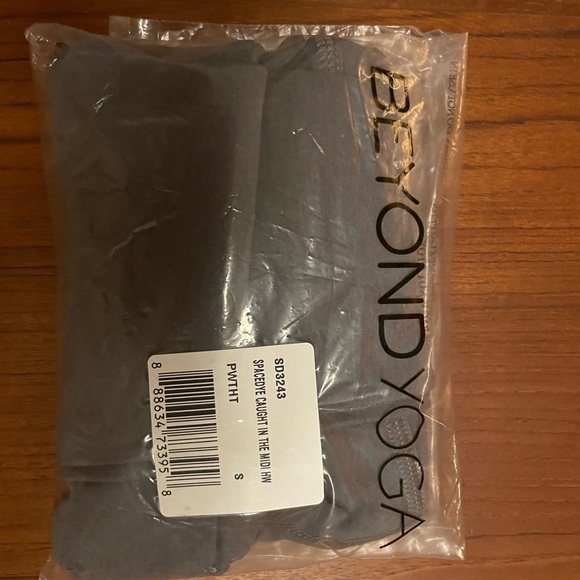 BEYOND YOGA
SD3243
SPACEDYE CAUGHT IN THE MIDI HW
PWTHT
S
8 88634 73395 8